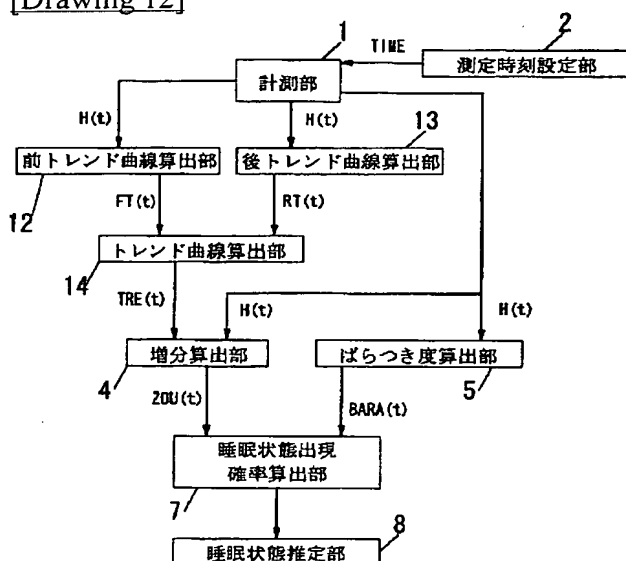 [Drawing 12]
1
TIME
2
計測部
測定時刻設定部
H(t)
H(t)
13
前トレンド曲線算出部
後トレンド曲線算出部
12
FT(t)
RT(t)
トレンド曲線算出部
14
TRE(t)
H(t)
H(t)
増分算出部
ばらつき度算出部
4
5
ZOU(t)
BARA(t)
睡眠状態出現
確率算出部
7
8
睡眠状態推定部